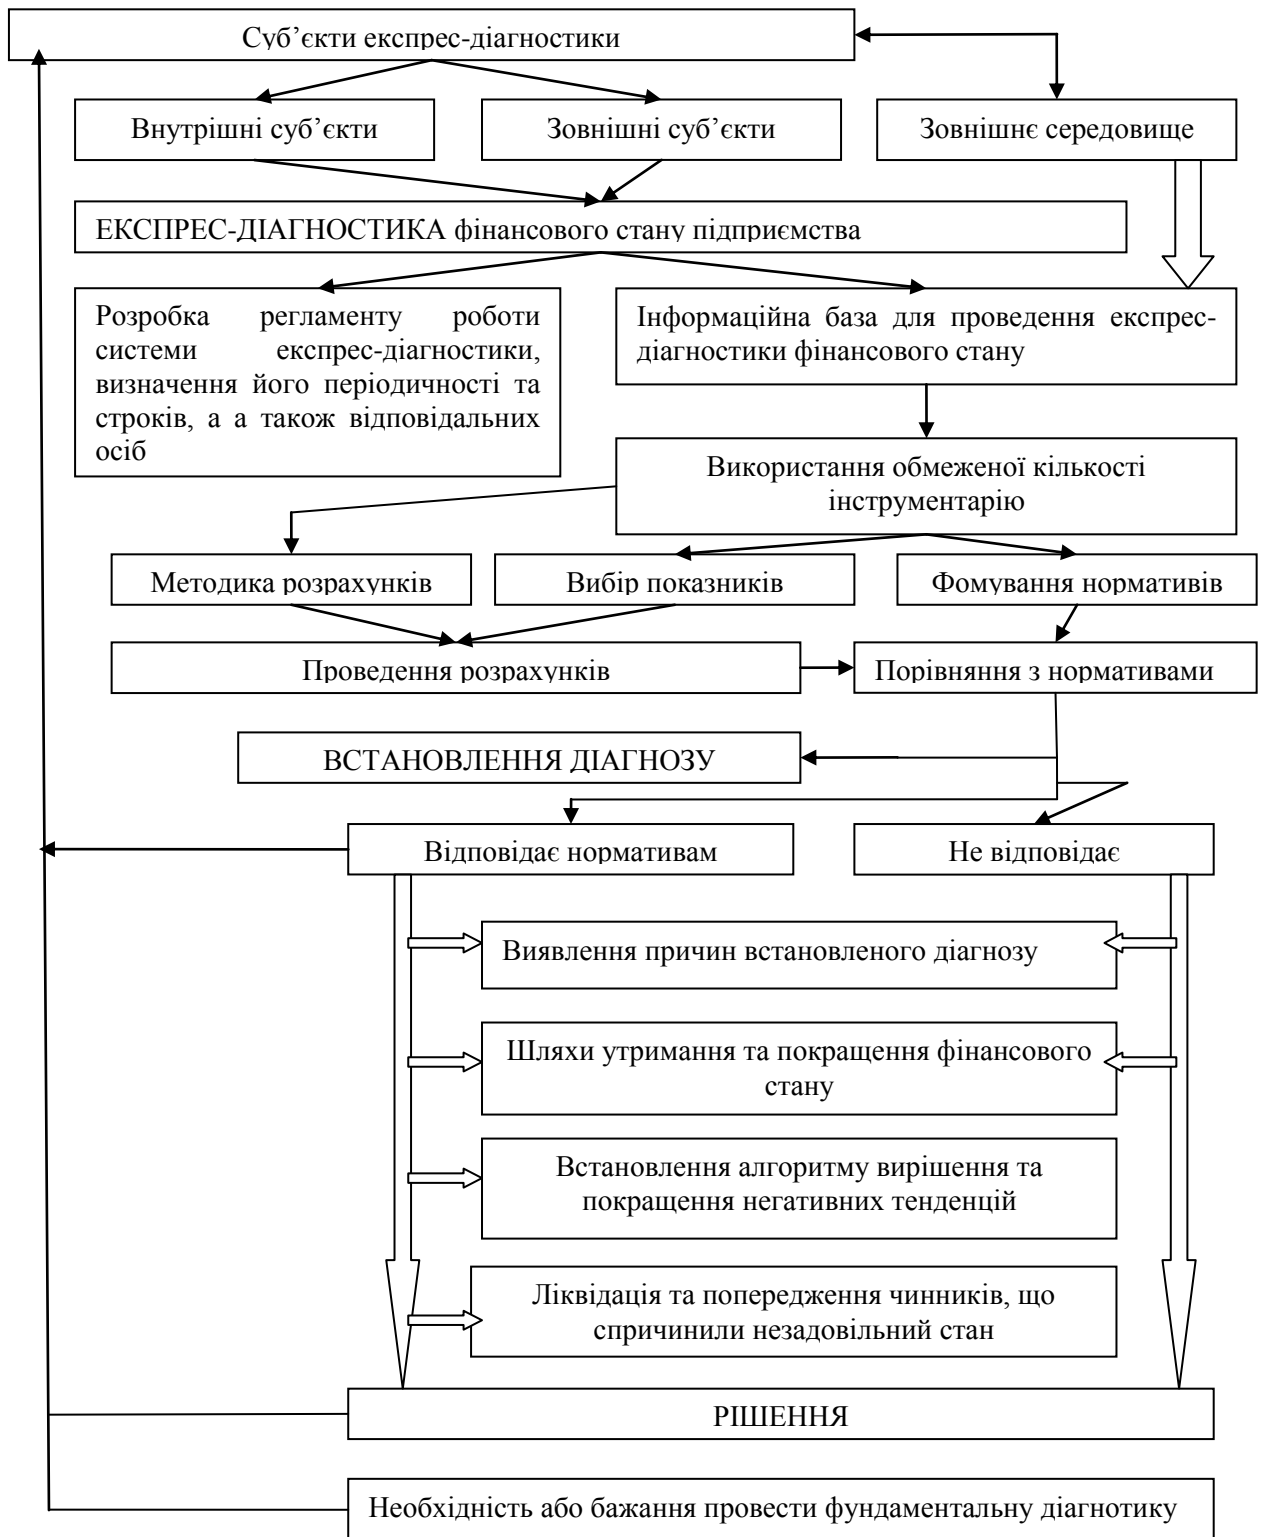 Суб’єкти експрес-діагностики
Внутрішні суб’єкти
Зовнішні суб’єкти
Зовнішнє середовище
ЕКСПРЕС-ДІАГНОСТИКА фінансового стану підприємства
Розробка регламенту роботи
системи експрес-діагностики,
визначення його періодичності та
строків, а а також відповідальних
осіб
Інформаційна база для проведення експрес-
діагностики фінансового стану
Використання обмеженої кількості
інструментарію
Методика розрахунків
Вибір показників
Фомування нормативів
Проведення розрахунків
Порівняння з нормативами
ВСТАНОВЛЕННЯ ДІАГНОЗУ
Відповідає нормативам
Не відповідає
Виявлення причин встановленого діагнозу
Шляхи утримання та покращення фінансового
стану
Встановлення алгоритму вирішення та
покращення негативних тенденцій
Ліквідація та попередження чинників, що
спричинили незадовільний стан
РІШЕННЯ
Необхідність або бажання провести фундаментальну діагнотику